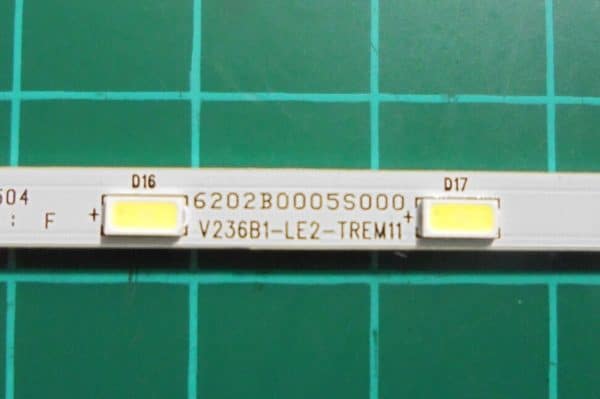 D16
D17
504
6202B0005S000
: F
+
V236B1-LE2-TREM11
+